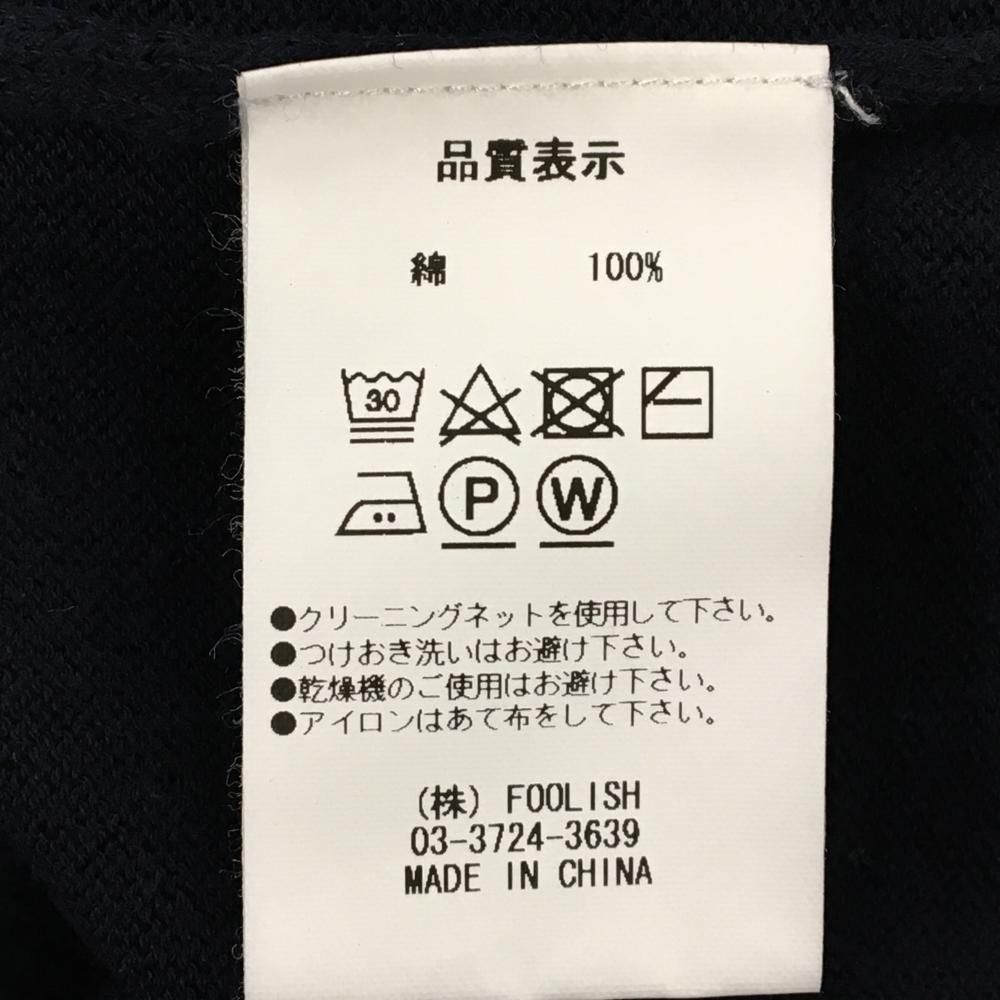 品質表示
綿 100%
30
P W
●クリーニングネットを使用して下さい。
●つけおき洗いはお避け下さい。
●乾燥機のご使用はお避け下さい。
●アイロンはあて布をして下さい。
(株) FOOLISH
03-3724-3639
MADE IN CHINA